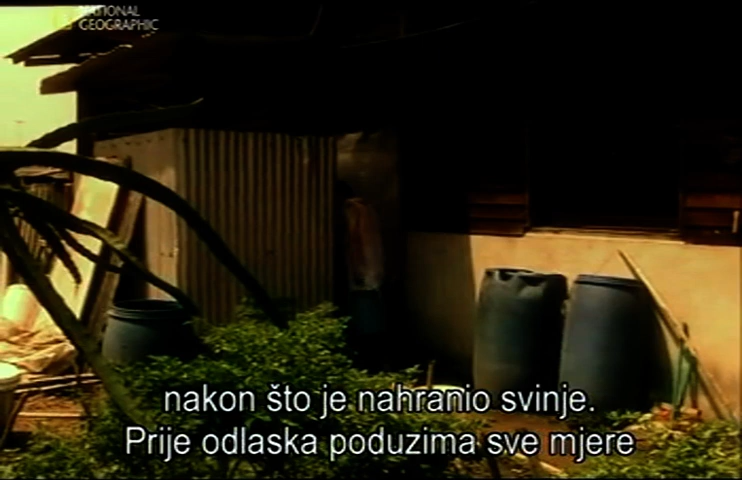 NATIONAL
GEOGRAPHIC
nakon što je nahranio svinje.
Prije odlaska poduzima sve mjere